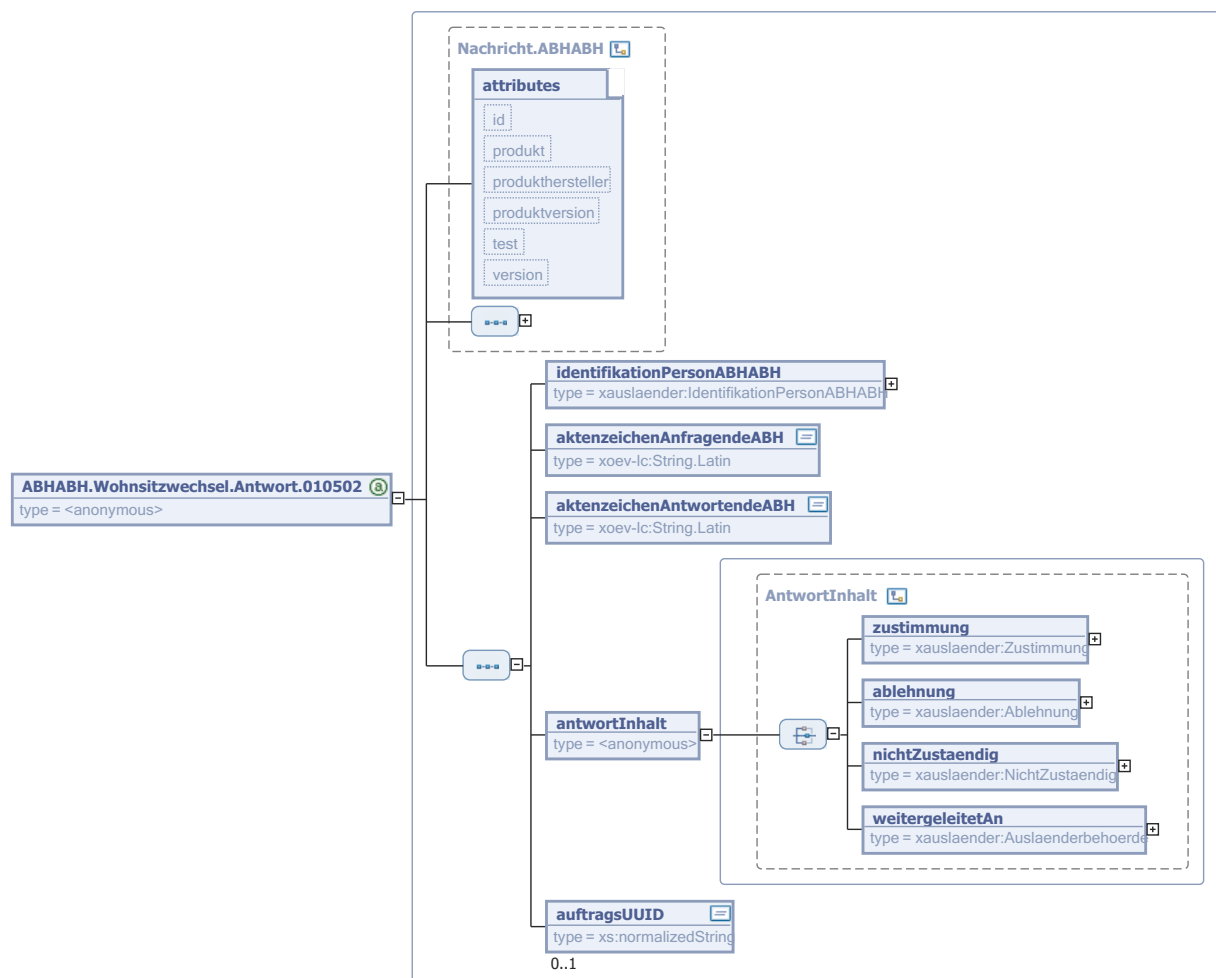 Nachricht.ABHABH
attributes
id
produkt
produkthersteller
produktversion
test
version
identifikationPersonABHABH
type = xauslaender:IdentifikationPersonABHABH
aktenzeichenAnfragendeABH
type = xoev-lc:String.Latin
ABHABH.Wohnsitzwechsel.Antwort.010502 a
type = <anonymous>
aktenzeichenAntwortendeABH
type = xoev-lc:String.Latin
AntwortInhalt
zustimmung
type = xauslaender:Zustimmung
ablehnung
type = xauslaender:Ablehnung
antwortInhalt
type = <anonymous>
nichtZustaendig
type = xauslaender:NichtZustaendig
weitergeleitetAn
type = xauslaender:Auslaenderbehoerde
auftragsUUID
type = xs:normalizedString
0..1